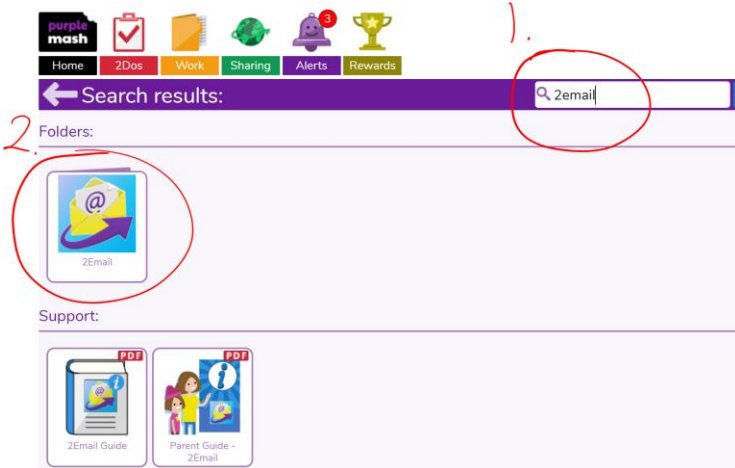 1.
purple
mash
3
Home 2Dos Work Sharing Alerts Rewards
Search results: 2email
2.
Folders:
@
2Email
Support:
PDF PDF
@ i i
2Email Guide Parent Guide -
2Email